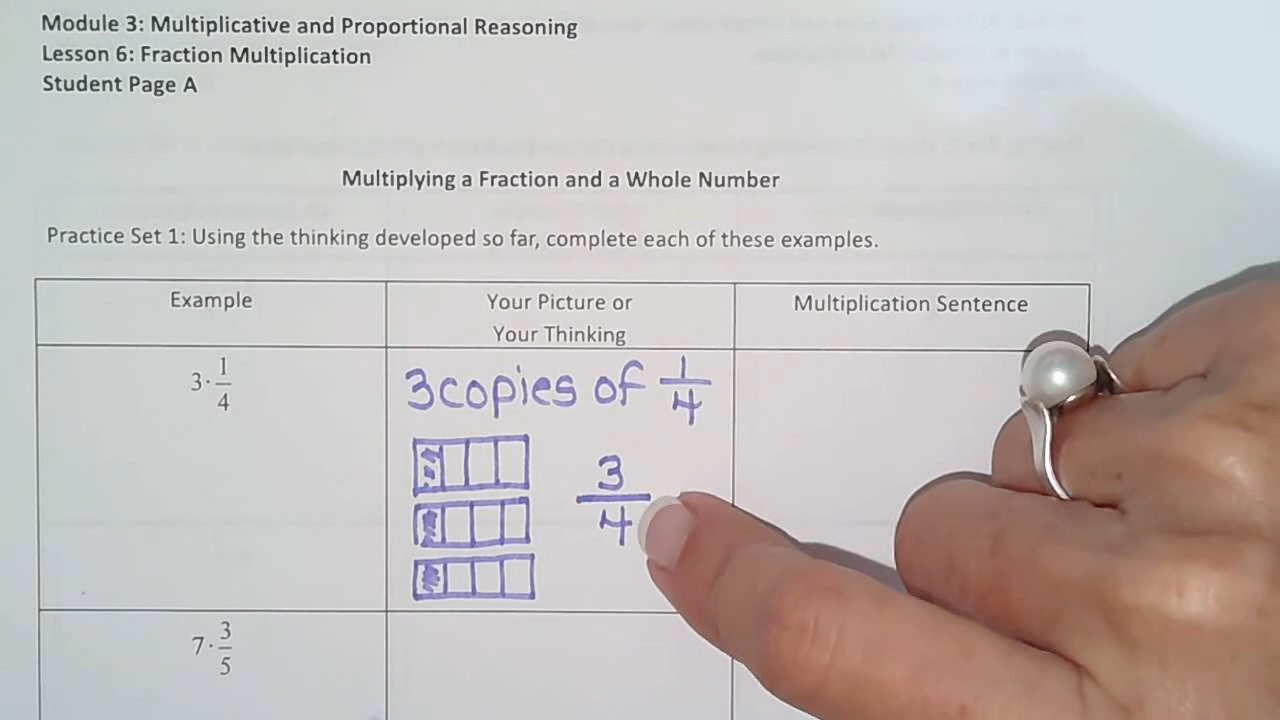 Module 3: Multiplicative and Proportional Reasoning
Lesson 6: Fraction Multiplication
Student Page A
Multiplying a Fraction and a Whole Number
Practice Set 1: Using the thinking developed so far, complete each of these examples.
Example
Your Picture or
Your Thinking
Multiplication Sentence
3·1/4
3 copies of 1/4
3/4
7·3/5